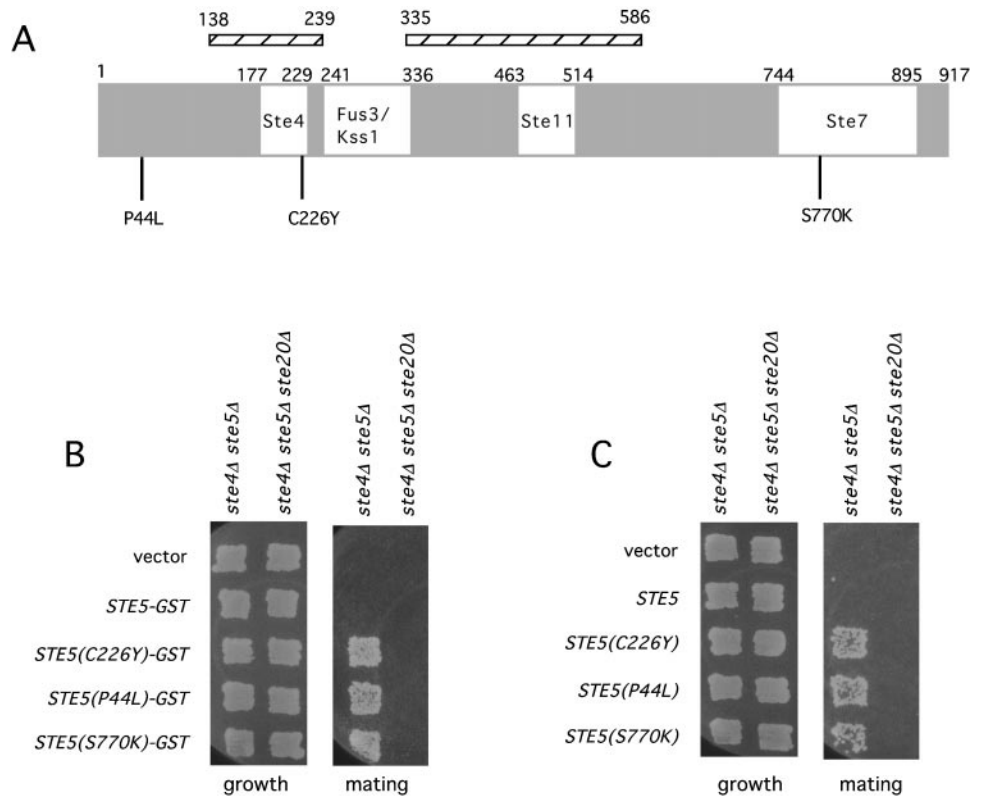 A
138 239 335 586
1 177 229 241 336 463 514 744 895 917
Ste4 Fus3/ Kss1 Ste11 Ste7
P44L C226Y S770K
B
ste4Δ ste5Δ
ste4Δ ste5Δ ste20Δ
ste4Δ ste5Δ
ste4Δ ste5Δ ste20Δ
vector
STE5-GST
STE5(C226Y)-GST
STE5(P44L)-GST
STE5(S770K)-GST
growth mating
C
ste4Δ ste5Δ
ste4Δ ste5Δ ste20Δ
ste4Δ ste5Δ
ste4Δ ste5Δ ste20Δ
vector
STE5
STE5(C226Y)
STE5(P44L)
STE5(S770K)
growth mating